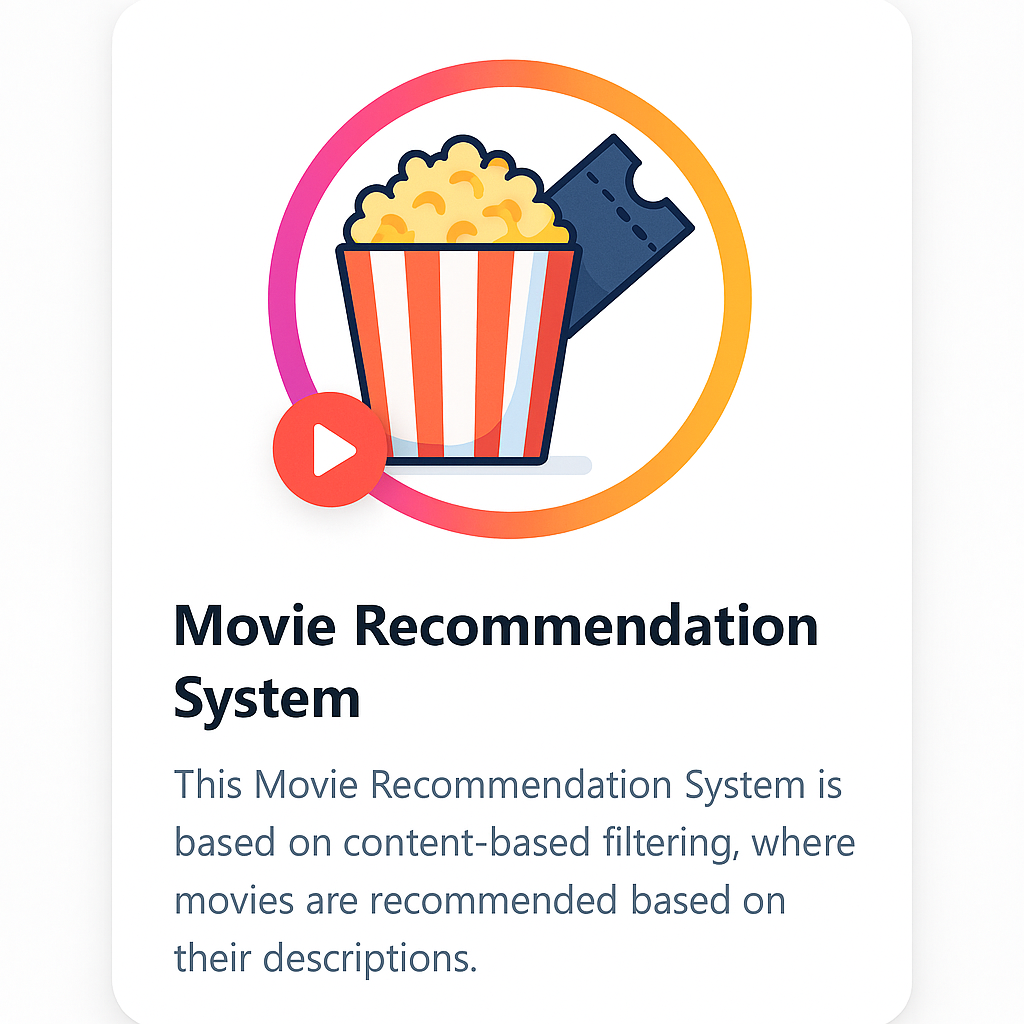 Movie Recommendation
System
This Movie Recommendation System is
based on content-based filtering, where
movies are recommended based on
their descriptions.